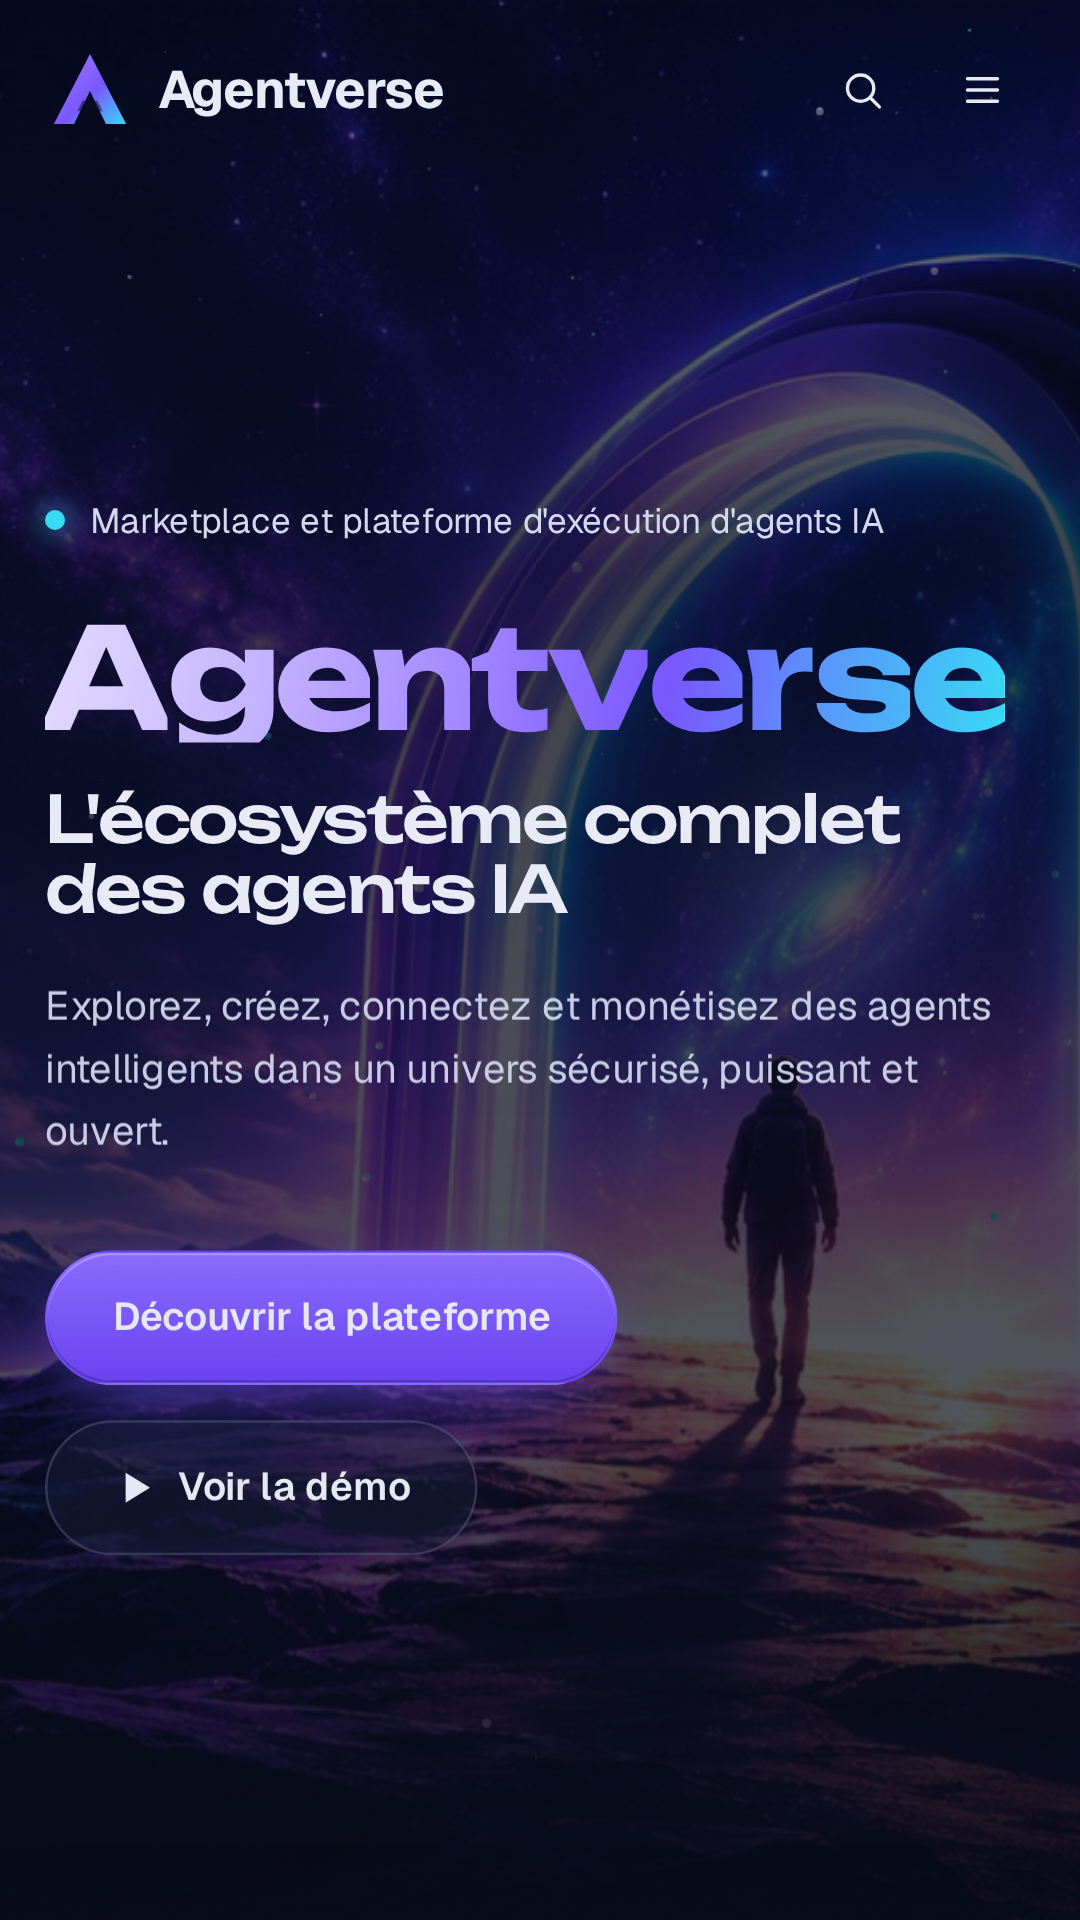 Agentverse
Marketplace et plateforme d'exécution d'agents IA
Agentverse
L'écosystème complet
des agents IA
Explorez, créez, connectez et monétisez des agents
intelligents dans un univers sécurisé, puissant et
ouvert.
Découvrir la plateforme
Voir la démo